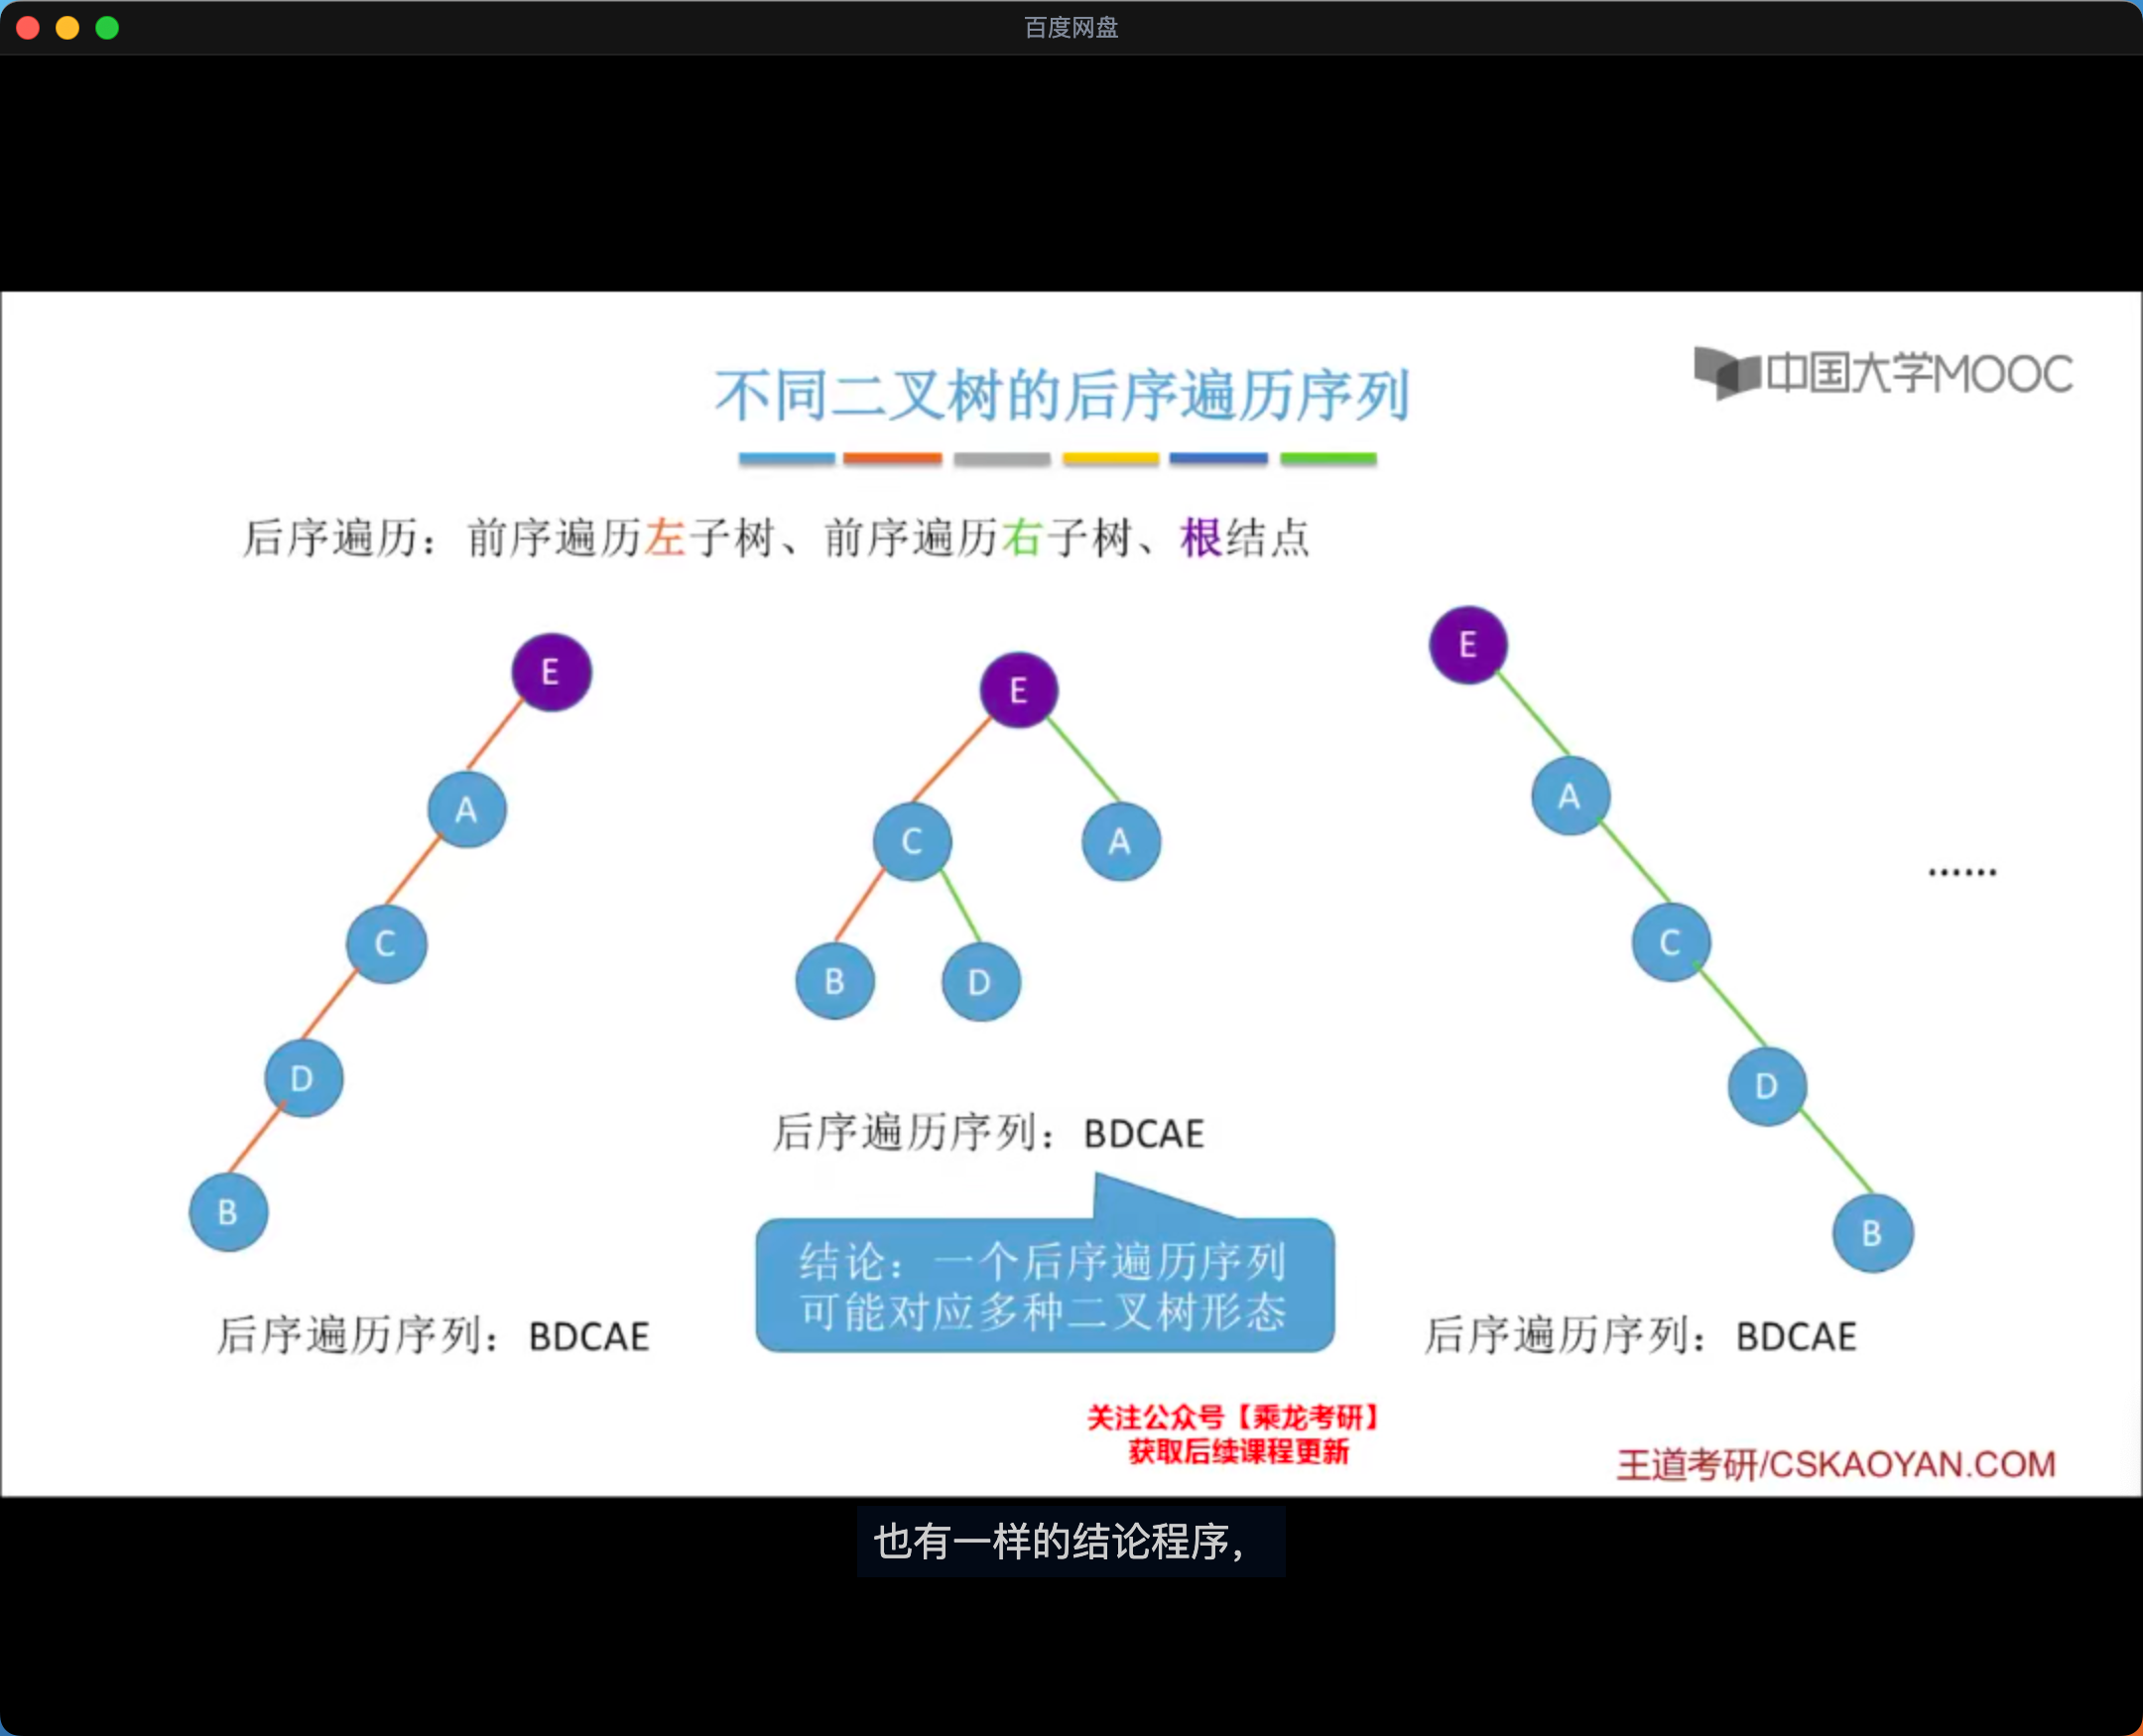 百度网盘
中国大学MOOC
不同二叉树的后序遍历序列
后序遍历：前序遍历左子树、前序遍历右子树、根结点
E
A
C
D
B
后序遍历序列：BDCAE
E
C
A
B
D
后序遍历序列：BDCAE
结论：一个后序遍历序列
可能对应多种二叉树形态
E
A
C
D
B
后序遍历序列：BDCAE
……
关注公众号【乘龙考研】
获取后续课程更新
王道考研/CSKAOYAN.COM
也有一样的结论程序，